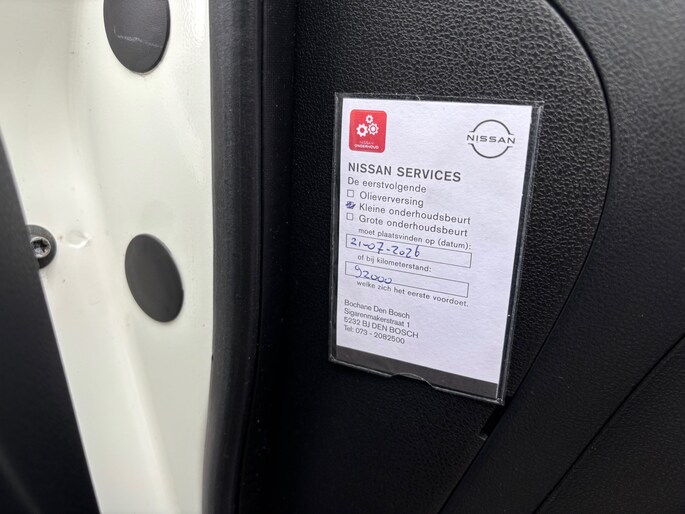 NISSAN
NISSAN SERVICES
De eerstvolgende
Olieverversing
Kleine onderhoudsbeurt
Grote onderhoudsbeurt
moet plaatsvinden op (datum):
21-07-2026
of bij kilometerstand:
92000
welke zich het eerste voordoet.
Bochane Den Bosch
Sigarenmakerstraat 1
5232 BJ DEN BOSCH
Tel: 073 - 2082500